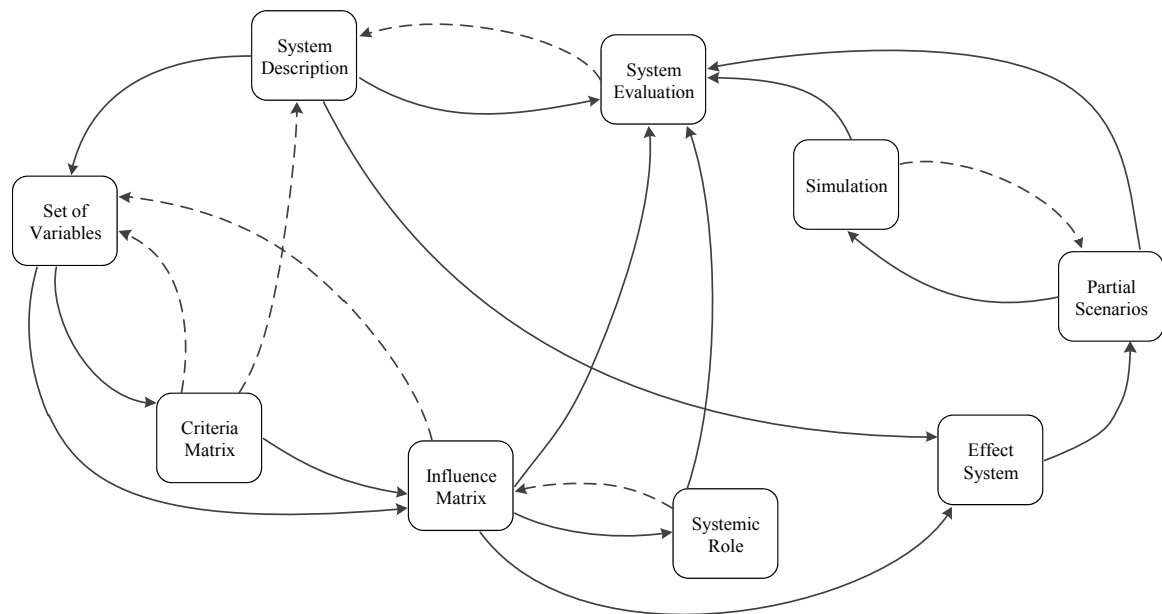 System
Description
System
Evaluation
Simulation
Set of
Variables
Partial
Scenarios
Criteria
Matrix
Influence
Matrix
Effect
System
Systemic
Role